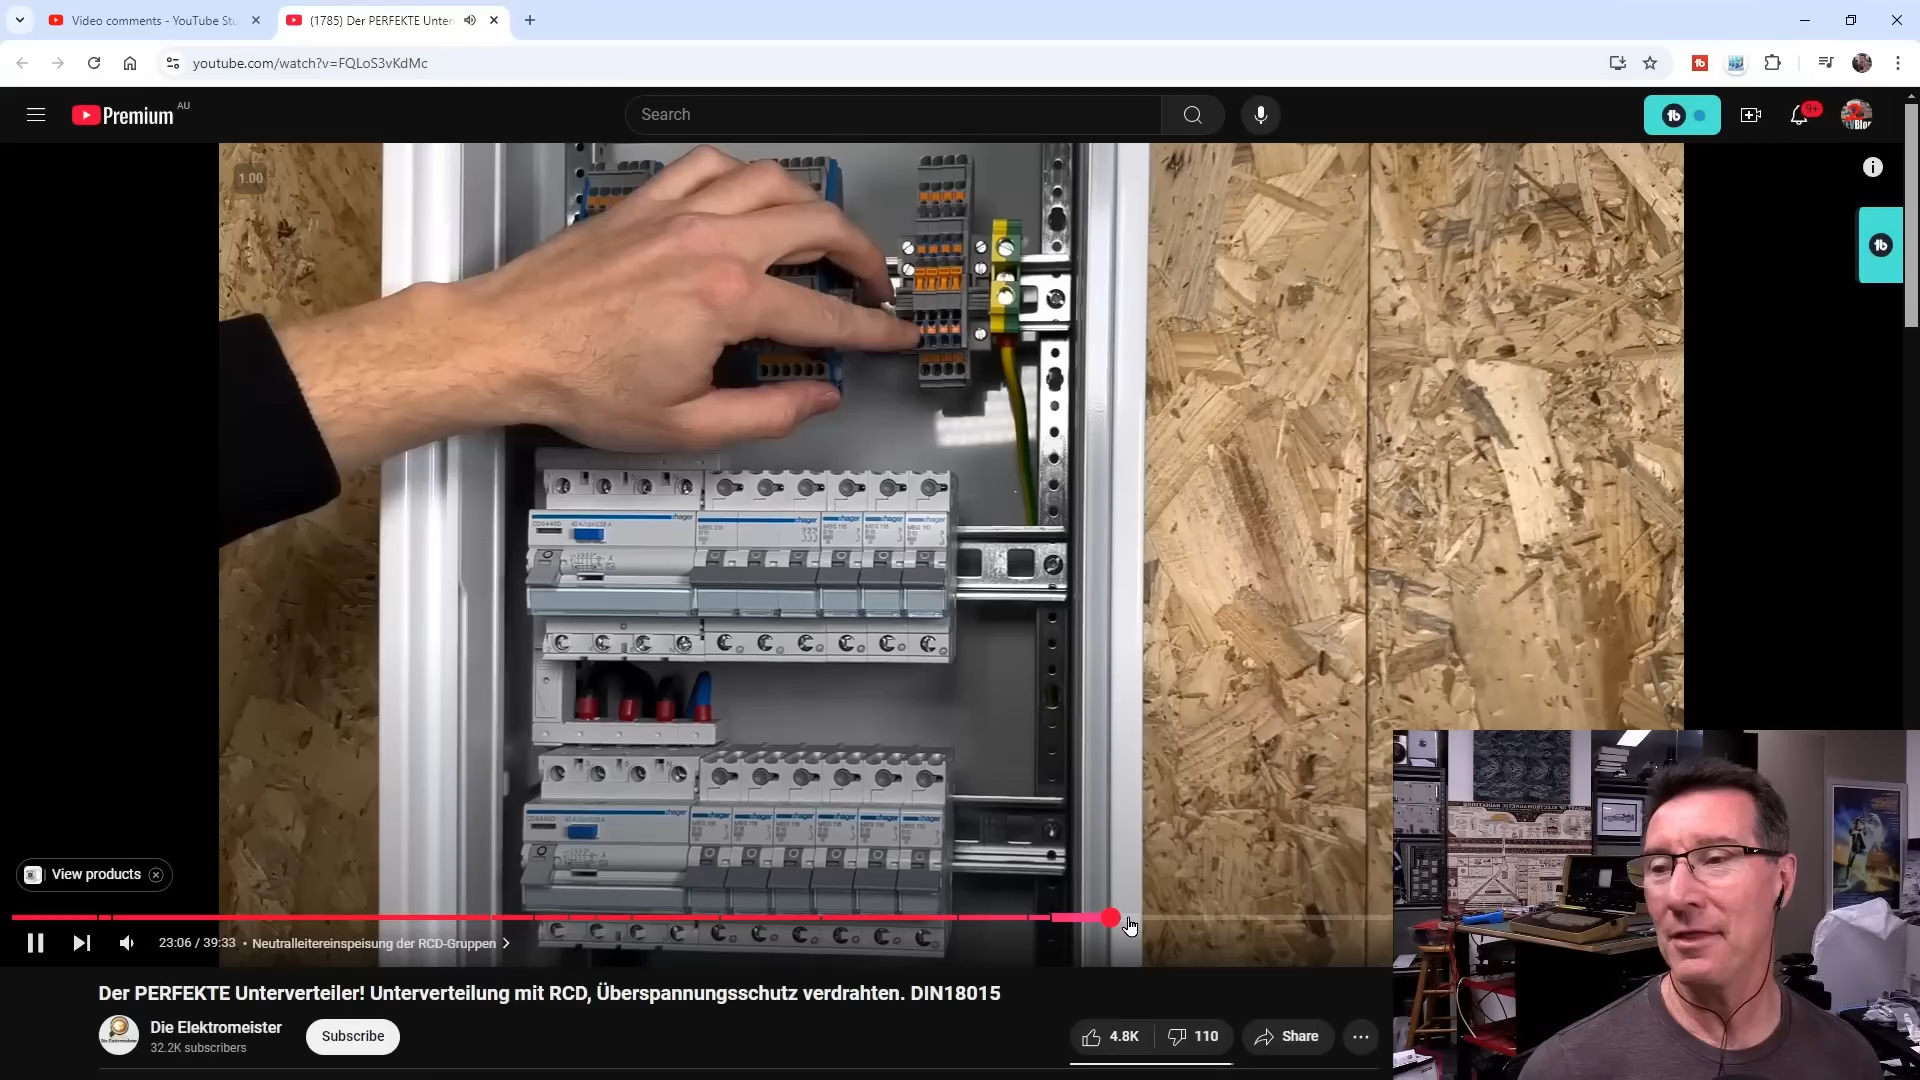 Video comments - YouTube Stu
(1785) Der PERFEKTE Unter
youtube.com/watch?v=FQLoS3vKdMc
Premium
AU
Search
9+
1.00
hager
View products
23:06 / 39:33 • Neutralleitereinspeisung der RCD-Gruppen
Der PERFEKTE Unterverteiler! Unterverteilung mit RCD, Überspannungsschutz verdrahten. DIN18015
Die Elektromeister
32.2K subscribers
Subscribe
4.8K
110
Share